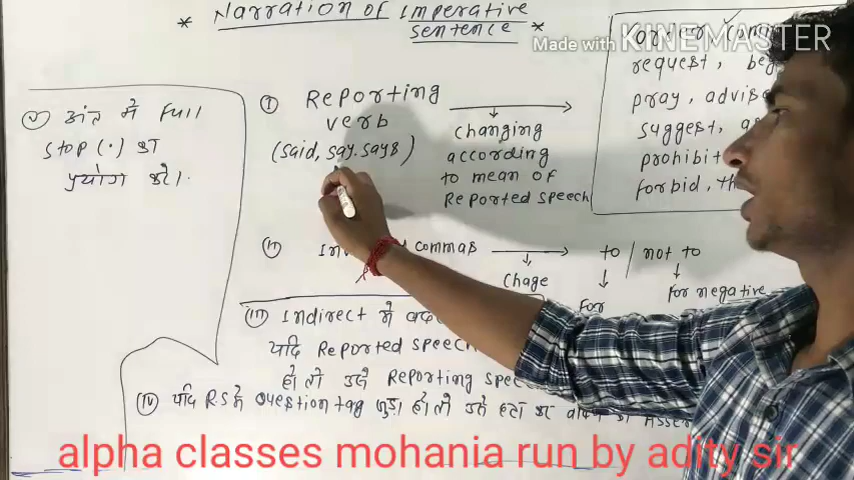 * Narration of Imperative
sentence *
Made with KINEMASTER
request, beg
pray, advise
suggest,
prohibit
forbid,
(I) Reporting
verb
(said, say. says)
changing
according
to mean of
Reported speech
(V) अंत में Full
stop (.) का
प्रयोग करें।
(II) commas
to / not to
Chage
For
for negative
(III) Indirect में
यदि Reported speech
हो तो उसे Reporting
(IV) यदि R.S में Question tag जुड़ा हो तो उसे हटा कर
alpha classes mohania run by adity sir